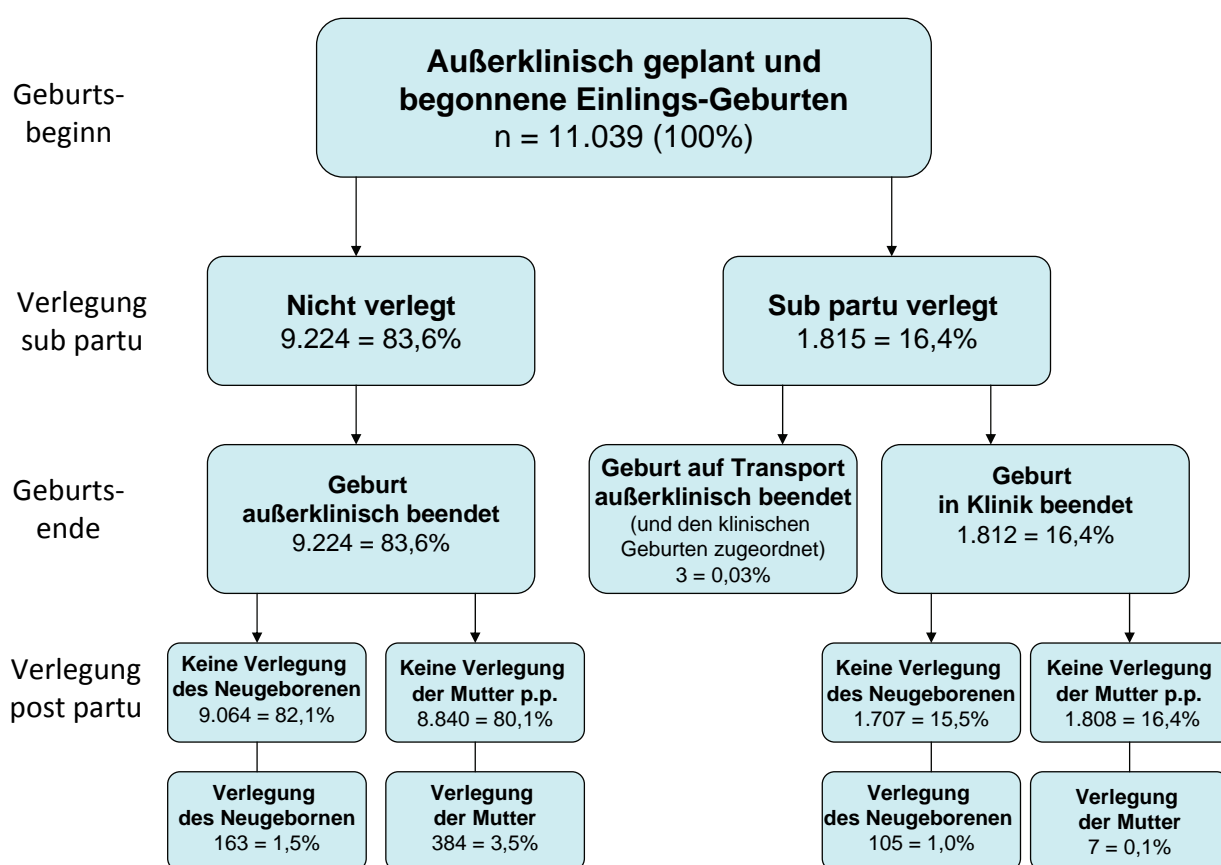 Geburts-
beginn
Außerklinisch geplant und
begonnene Einlings-Geburten
n = 11.039 (100%)
Verlegung
sub partu
Nicht verlegt
9.224 = 83,6%
Sub partu verlegt
1.815 = 16,4%
Geburts-
ende
Geburt
außerklinisch beendet
9.224 = 83,6%
Geburt auf Transport
außerklinisch beendet
(und den klinischen
Geburten zugeordnet)
3 = 0,03%
Geburt
in Klinik beendet
1.812 = 16,4%
Verlegung
post partu
Keine Verlegung
des Neugeborenen
9.064 = 82,1%
Keine Verlegung
der Mutter p.p.
8.840 = 80,1%
Keine Verlegung
des Neugeborenen
1.707 = 15,5%
Keine Verlegung
der Mutter p.p.
1.808 = 16,4%
Verlegung
des Neugebornen
163 = 1,5%
Verlegung
der Mutter
384 = 3,5%
Verlegung
des Neugeborenen
105 = 1,0%
Verlegung
der Mutter
7 = 0,1%